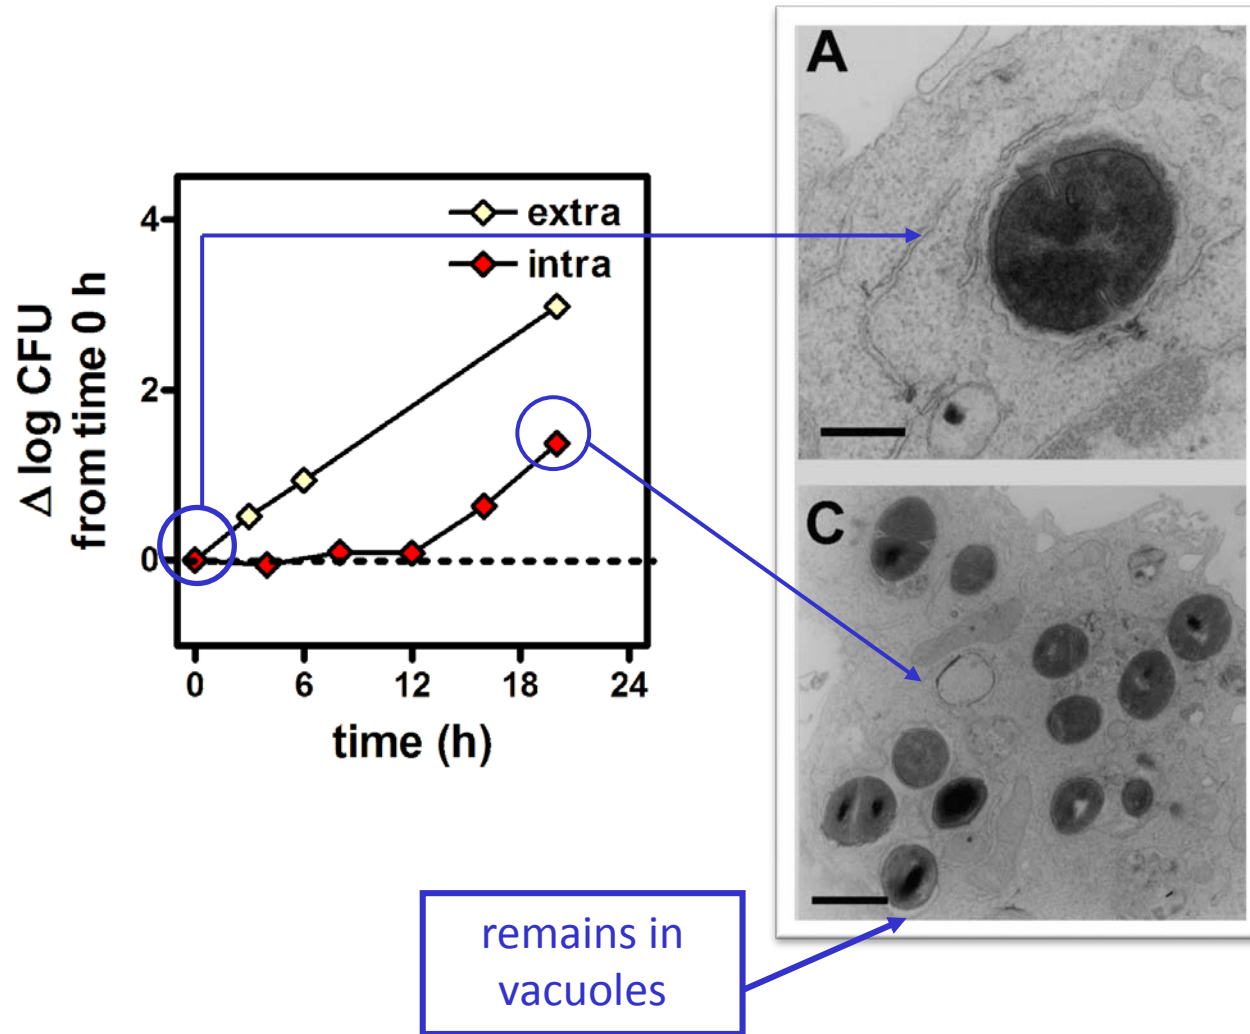 A
4
extra
intra
2
Δ log CFU
from time 0 h
0
0 6 12 18 24
time (h)
C
remains in
vacuoles